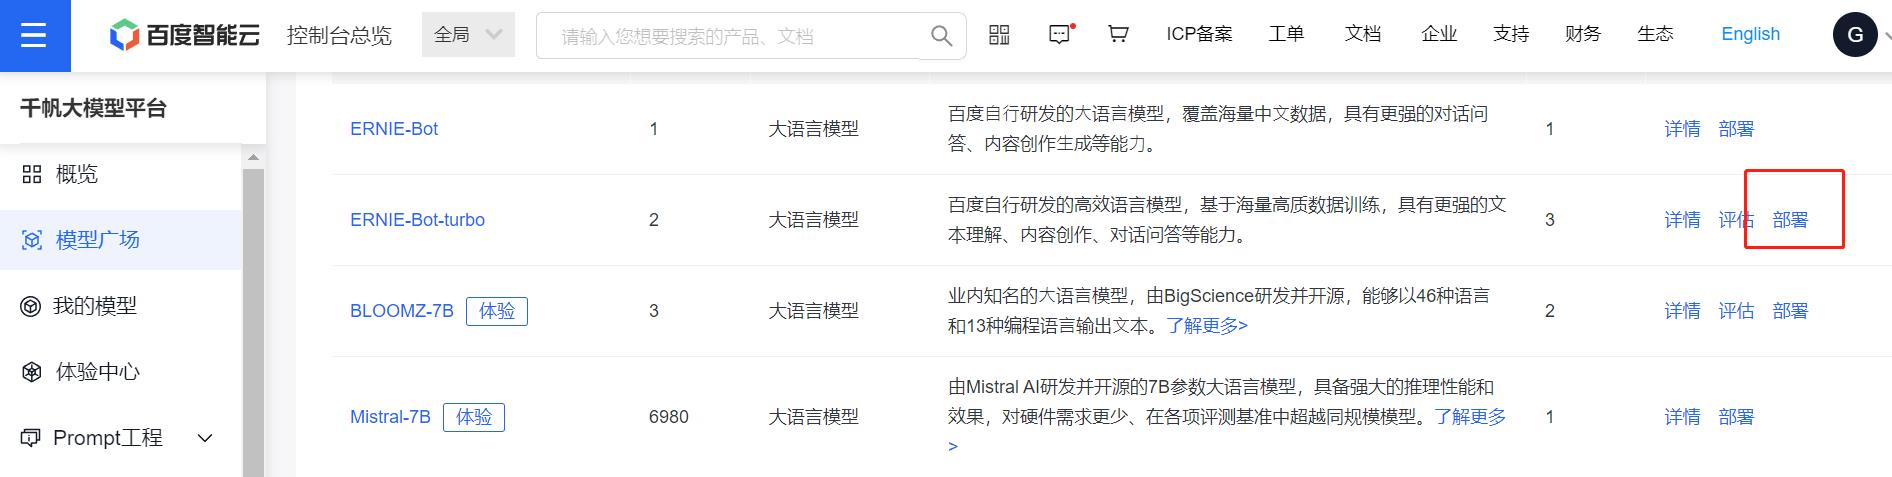 百度智能云 控制台总览 全局 请输入您想要搜索的产品、文档 ICP备案 工单 文档 企业 支持 财务 生态 English G
千帆大模型平台
概览
模型广场
我的模型
体验中心
Prompt工程
ERNIE-Bot 1 大语言模型 百度自行研发的大语言模型，覆盖海量中文数据，具有更强的对话问 1 详情 部署
答、内容创作生成等能力。
ERNIE-Bot-turbo 2 大语言模型 百度自行研发的高效语言模型，基于海量高质数据训练，具有更强的文 3 详情 评估 部署
本理解、内容创作、对话问答等能力。
BLOOMZ-7B 体验 3 大语言模型 业内知名的大语言模型，由BigScience研发并开源，能够以46种语言 2 详情 评估 部署
和13种编程语言输出文本。了解更多>
Mistral-7B 体验 6980 大语言模型 由Mistral AI研发并开源的7B参数大语言模型，具备强大的推理性能和 1 详情 部署
效果，对硬件需求更少、在各项评测基准中超越同规模模型。了解更多
>